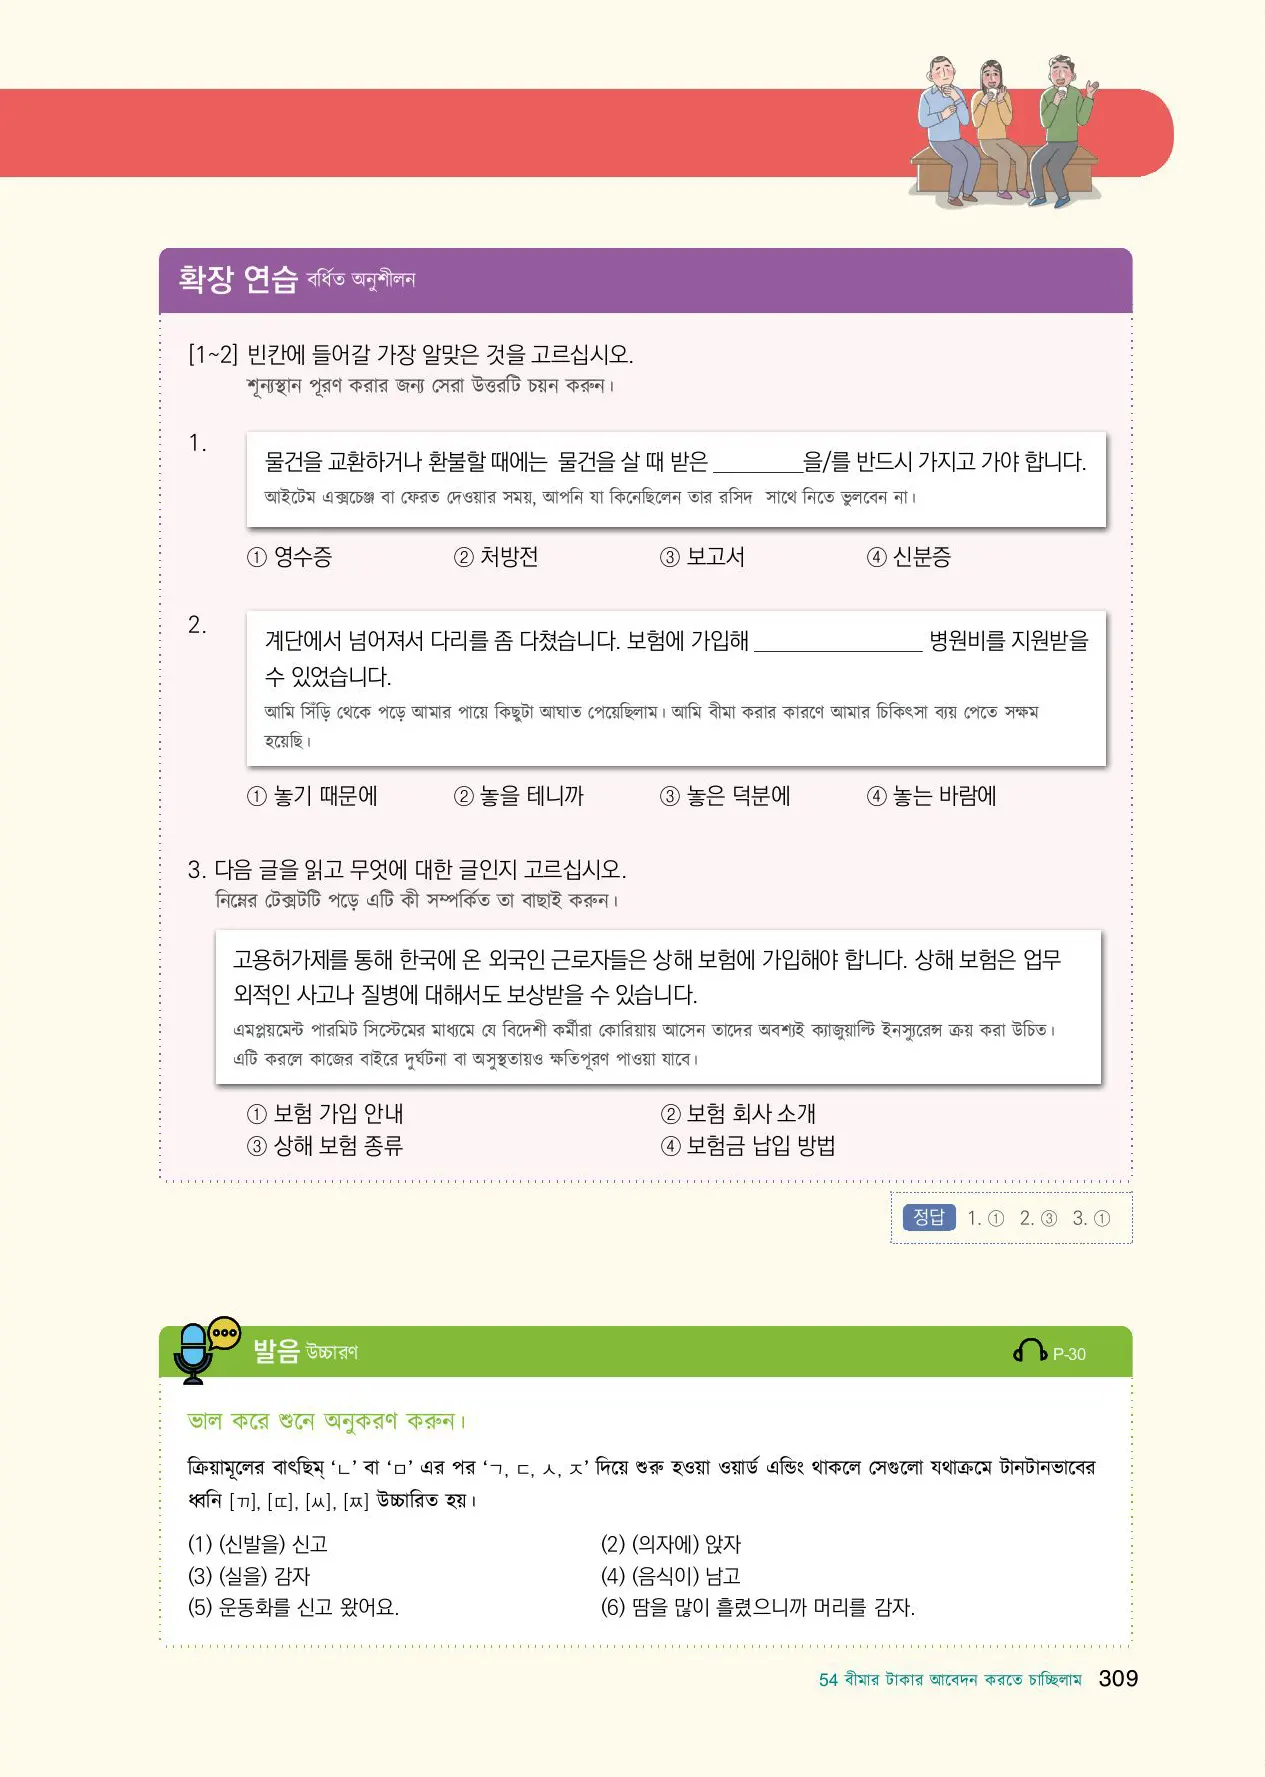 확장 연습 বর্ধিত অনুশীলন
[1~2] 빈칸에 들어갈 가장 알맞은 것을 고르십시오.
শূন্যস্থান পূরণ করার জন্য সেরা উত্তরটি চয়ন করুন।
1.
물건을 교환하거나 환불할 때에는 물건을 살 때 받은 ________을/를 반드시 가지고 가야 합니다.
আইটেম এক্সচেঞ্জ বা ফেরত দেওয়ার সময়, আপনি যা কিনেছিলেন তার রসিদ সাথে নিতে ভুলবেন না।
① 영수증 ② 처방전 ③ 보고서 ④ 신분증
2.
계단에서 넘어져서 다리를 좀 다쳤습니다. 보험에 가입해 _______________ 병원비를 지원받을
수 있었습니다.
আমি সিঁড়ি থেকে পড়ে আমার পায়ে কিছুটা আঘাত পেয়েছিলাম। আমি বীমা করার কারণে আমার চিকিৎসা ব্যয় পেতে সক্ষম
হয়েছি।
① 놓기 때문에 ② 놓을 테니까 ③ 놓은 덕분에 ④ 놓는 바람에
3. 다음 글을 읽고 무엇에 대한 글인지 고르십시오.
নিম্নের টেক্সটটি পড়ে এটি কী সম্পর্কিত তা বাছাই করুন।
고용허가제를 통해 한국에 온 외국인 근로자들은 상해 보험에 가입해야 합니다. 상해 보험은 업무
외적인 사고나 질병에 대해서도 보상받을 수 있습니다.
এমপ্লয়মেন্ট পারমিট সিস্টেমের মাধ্যমে যে বিদেশী কর্মীরা কোরিয়ায় আসেন তাদের অবশ্যই ক্যাজুয়াল্টি ইনস্যুরেন্স ক্রয় করা উচিত।
এটি করলে কাজের বাইরে দুর্ঘটনা বা অসুস্থতায়ও ক্ষতিপূরণ পাওয়া যাবে।
① 보험 가입 안내 ② 보험 회사 소개
③ 상해 보험 종류 ④ 보험금 납입 방법
정답 1. ① 2. ③ 3. ①
발음 উচ্চারণ P-30
ভাল করে শুনে অনুকরণ করুন।
ক্রিয়ামূলের বাৎছিম্ ‘ㄴ’ বা ‘ㅁ’ এর পর ‘ㄱ, ㄷ, ㅅ, ㅈ’ দিয়ে শুরু হওয়া ওয়ার্ড এন্ডিং থাকলে সেগুলো যথাক্রমে টানটানভাবের
ধ্বনি [ㄲ], [ㄸ], [ㅆ], [ㅉ] উচ্চারিত হয়।
(1) (신발을) 신고 (2) (의자에) 앉자
(3) (실을) 감자 (4) (음식이) 남고
(5) 운동화를 신고 왔어요. (6) 땀을 많이 흘렸으니까 머리를 감자.
54 বীমার টাকার আবেদন করতে চাচ্ছিলাম 309